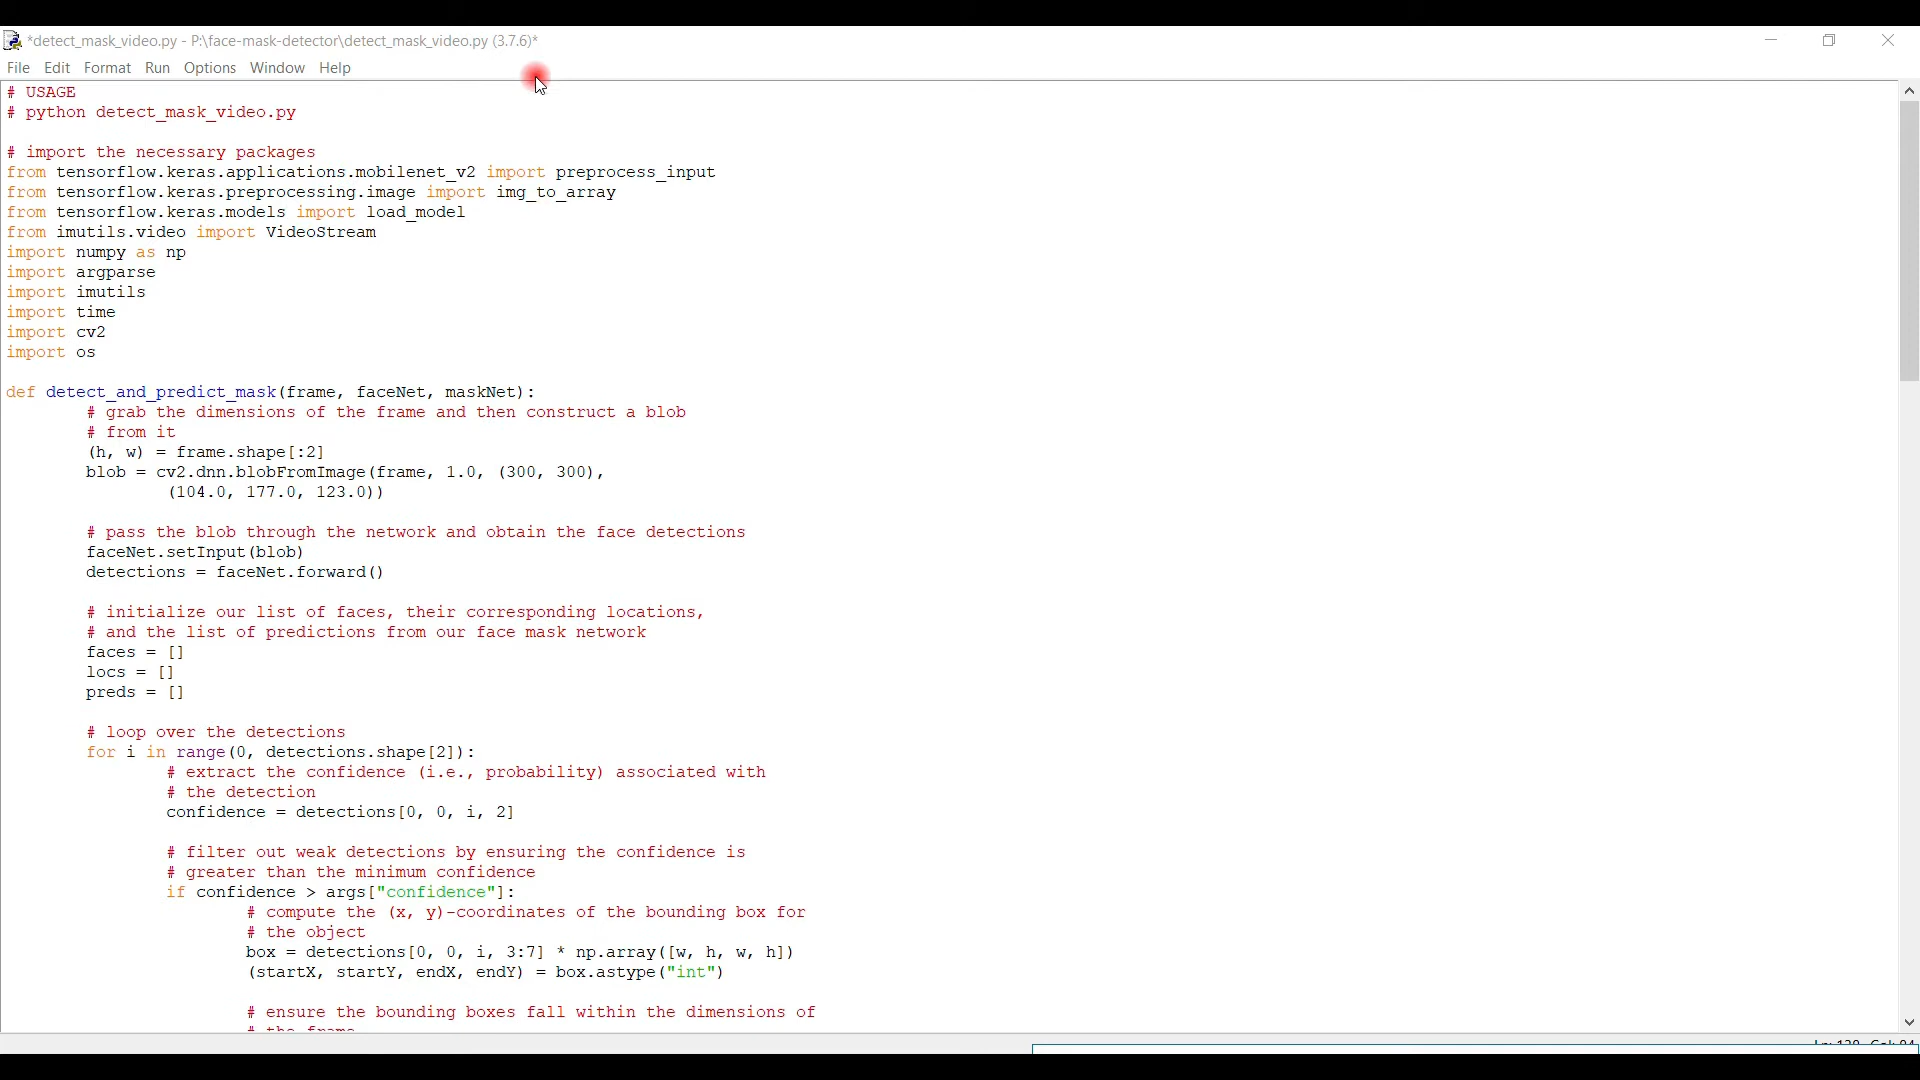 *detect_mask_video.py - P:\face-mask-detector\detect_mask_video.py (3.7.6)*
File Edit Format Run Options Window Help
# USAGE
# python detect_mask_video.py
# import the necessary packages
from tensorflow.keras.applications.mobilenet_v2 import preprocess_input
from tensorflow.keras.preprocessing.image import img_to_array
from tensorflow.keras.models import load_model
from imutils.video import VideoStream
import numpy as np
import argparse
import imutils
import time
import cv2
import os
def detect_and_predict_mask(frame, faceNet, maskNet):
# grab the dimensions of the frame and then construct a blob
# from it
(h, w) = frame.shape[:2]
blob = cv2.dnn.blobFromImage(frame, 1.0, (300, 300),
(104.0, 177.0, 123.0))
# pass the blob through the network and obtain the face detections
faceNet.setInput(blob)
detections = faceNet.forward()
# initialize our list of faces, their corresponding locations,
# and the list of predictions from our face mask network
faces = []
locs = []
preds = []
# loop over the detections
for i in range(0, detections.shape[2]):
# extract the confidence (i.e., probability) associated with
# the detection
confidence = detections[0, 0, i, 2]
# filter out weak detections by ensuring the confidence is
# greater than the minimum confidence
if confidence > args["confidence"]:
# compute the (x, y)-coordinates of the bounding box for
# the object
box = detections[0, 0, i, 3:7] * np.array([w, h, w, h])
(startX, startY, endX, endY) = box.astype("int")
# ensure the bounding boxes fall within the dimensions of
# the frame